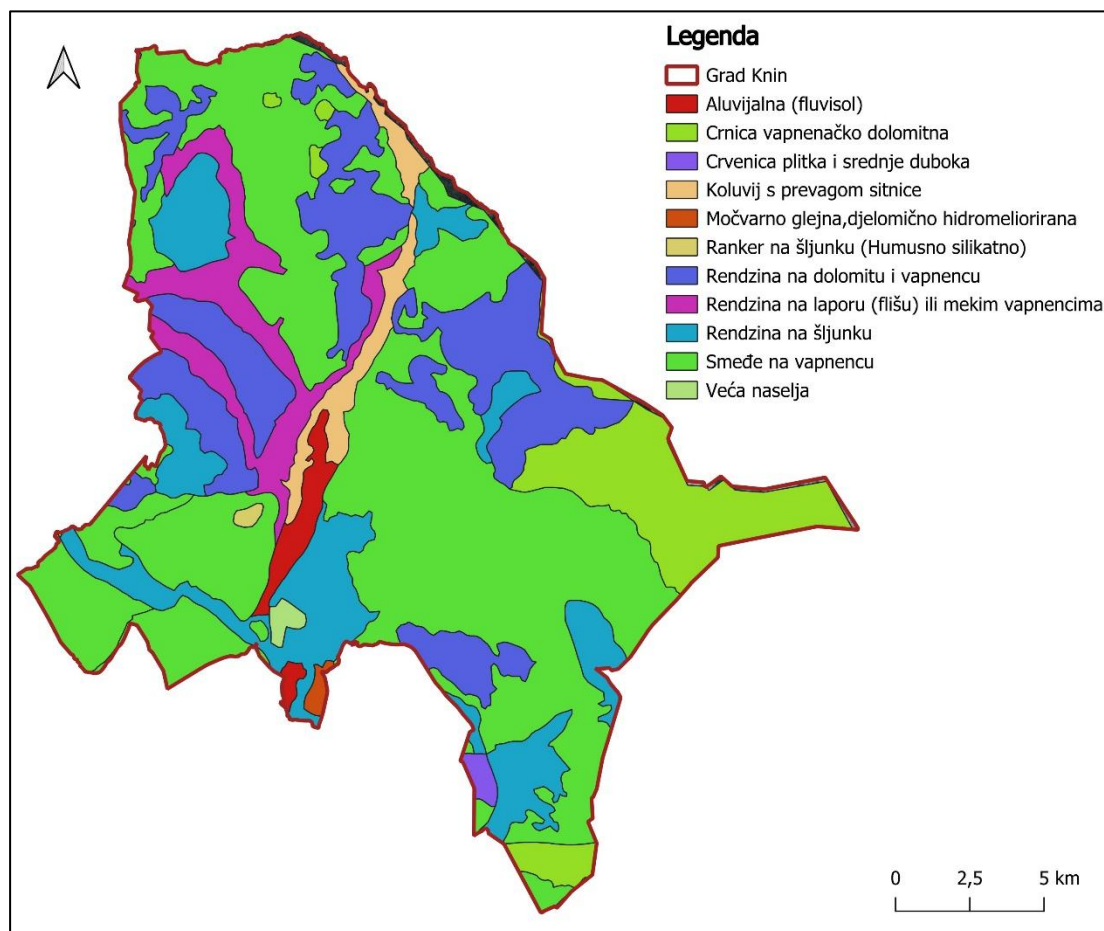 Legenda
Grad Knin
Aluvijalna (fluvisol)
Crnica vapnenačko dolomitna
Crvenica plitka i srednje duboka
Koluvij s prevagom sitnice
Močvarno glejna,djelomično hidromeliorirana
Ranker na šljunku (Humusno silikatno)
Rendzina na dolomitu i vapnencu
Rendzina na laporu (flišu) ili mekim vapnencima
Rendzina na šljunku
Smeđe na vapnencu
Veća naselja
0 2,5 5 km